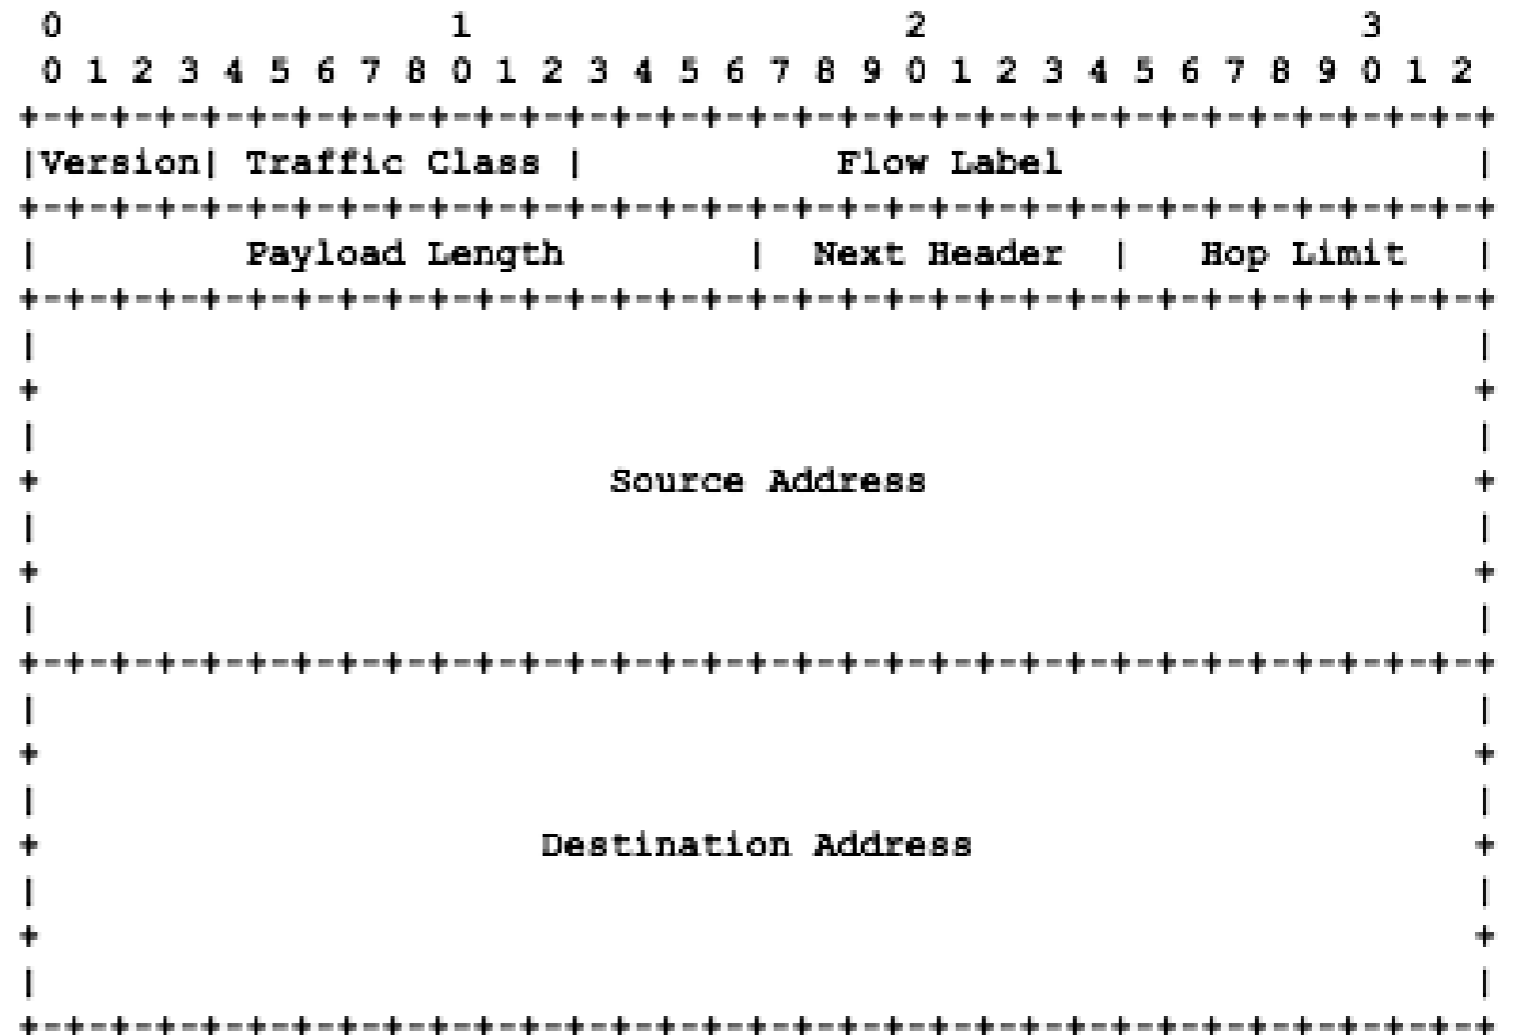 0                 1                   2                   3
 0 1 2 3 4 5 6 7 8 0 1 2 3 4 5 6 7 8 9 0 1 2 3 4 5 6 7 8 9 0 1 2
+-+-+-+-+-+-+-+-+-+-+-+-+-+-+-+-+-+-+-+-+-+-+-+-+-+-+-+-+-+-+-+-+
|Version| Traffic Class |           Flow Label                  |
+-+-+-+-+-+-+-+-+-+-+-+-+-+-+-+-+-+-+-+-+-+-+-+-+-+-+-+-+-+-+-+-+
|         Payload Length        |  Next Header  |   Hop Limit   |
+-+-+-+-+-+-+-+-+-+-+-+-+-+-+-+-+-+-+-+-+-+-+-+-+-+-+-+-+-+-+-+-+
|                                                               |
+                                                               +
|                                                               |
+                         Source Address                        +
|                                                               |
+                                                               +
|                                                               |
+-+-+-+-+-+-+-+-+-+-+-+-+-+-+-+-+-+-+-+-+-+-+-+-+-+-+-+-+-+-+-+-+
|                                                               |
+                                                               +
|                                                               |
+                      Destination Address                      +
|                                                               |
+                                                               +
|                                                               |
+-+-+-+-+-+-+-+-+-+-+-+-+-+-+-+-+-+-+-+-+-+-+-+-+-+-+-+-+-+-+-+-+